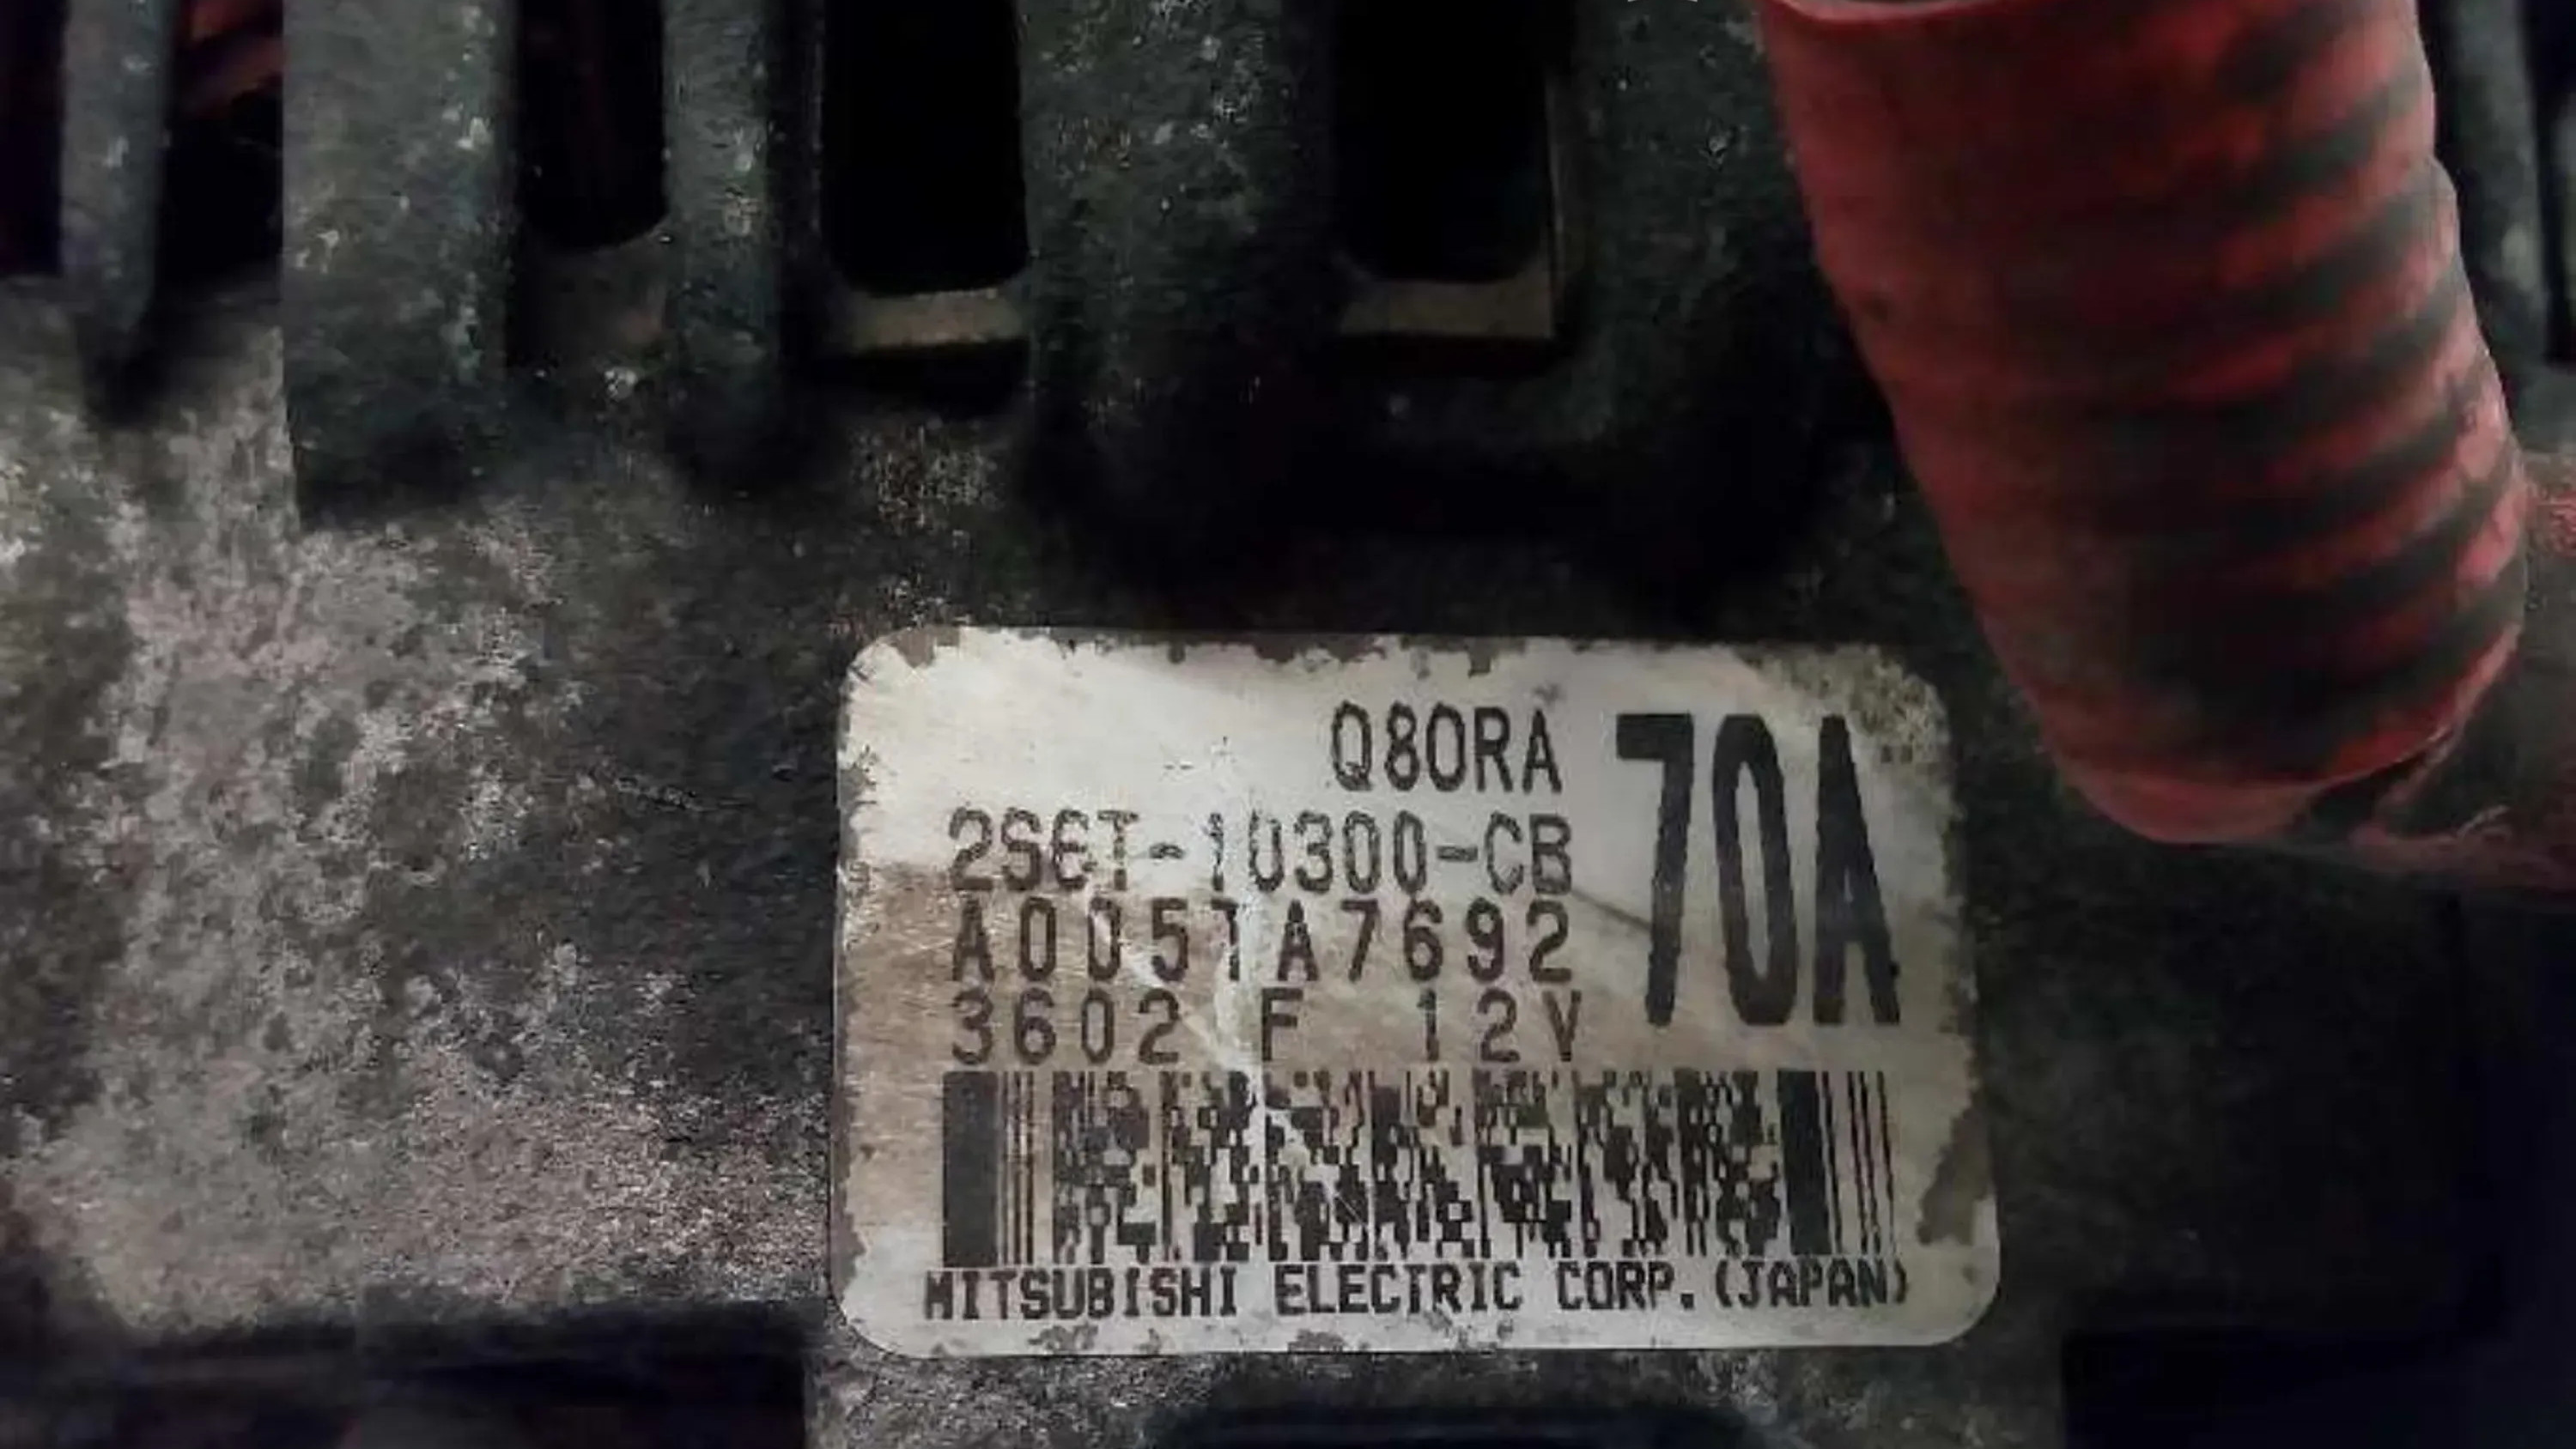 Q80RA
70A
2S6T-10300-CB
A005TA7692
3602 F 12V
MITSUBISHI ELECTRIC CORP.(JAPAN)